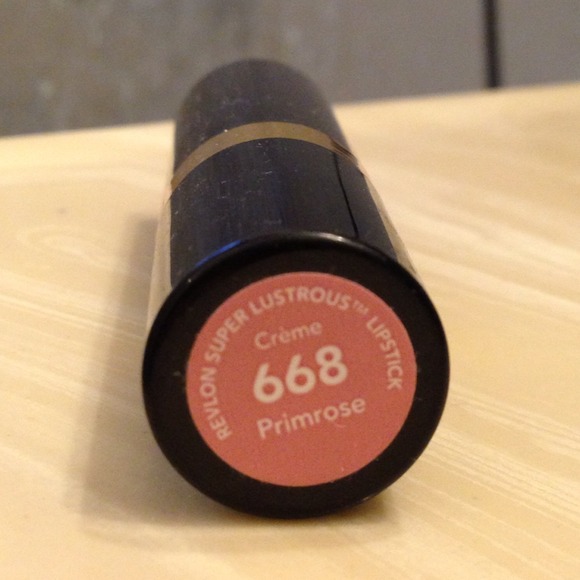 REVLON SUPER LUSTROUS™ LIPSTICK
Crème
668
Primrose